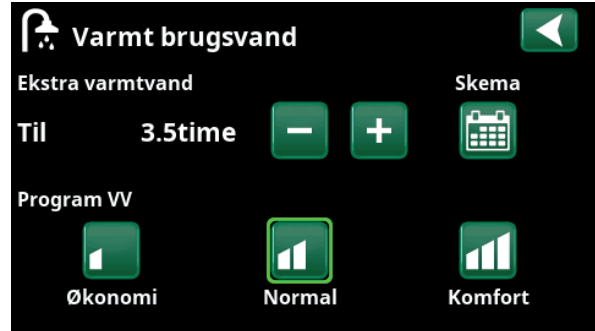 Varmt brugsvand
Ekstra varmtvand Skema
Til 3.5time
Program VV
Økonomi Normal Komfort